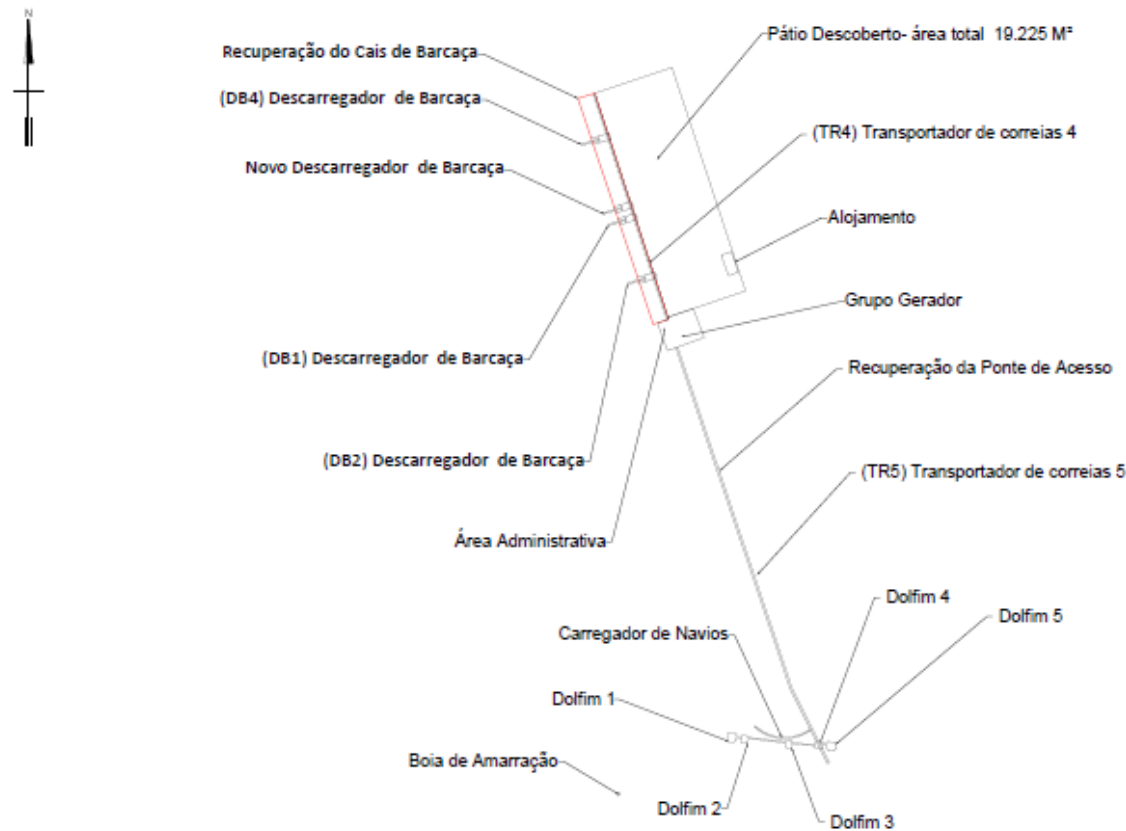 N
Pátio Descoberto- área total 19.225 M²
Recuperação do Cais de Barcaça
(DB4) Descarregador de Barcaça
(TR4) Transportador de correias 4
Novo Descarregador de Barcaça
Alojamento
Grupo Gerador
(DB1) Descarregador de Barcaça
Recuperação da Ponte de Acesso
(DB2) Descarregador de Barcaça
(TR5) Transportador de correias 5
Área Administrativa
Dolfim 4
Dolfim 5
Carregador de Navios
Dolfim 1
Boia de Amarração
Dolfim 2
Dolfim 3